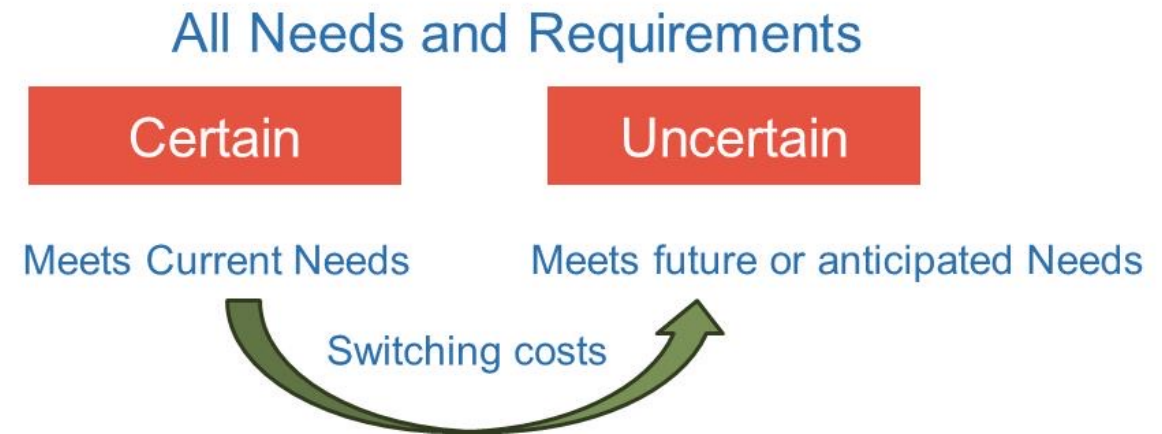 All Needs and Requirements
Certain
Uncertain
Meets Current Needs
Meets future or anticipated Needs
Switching costs